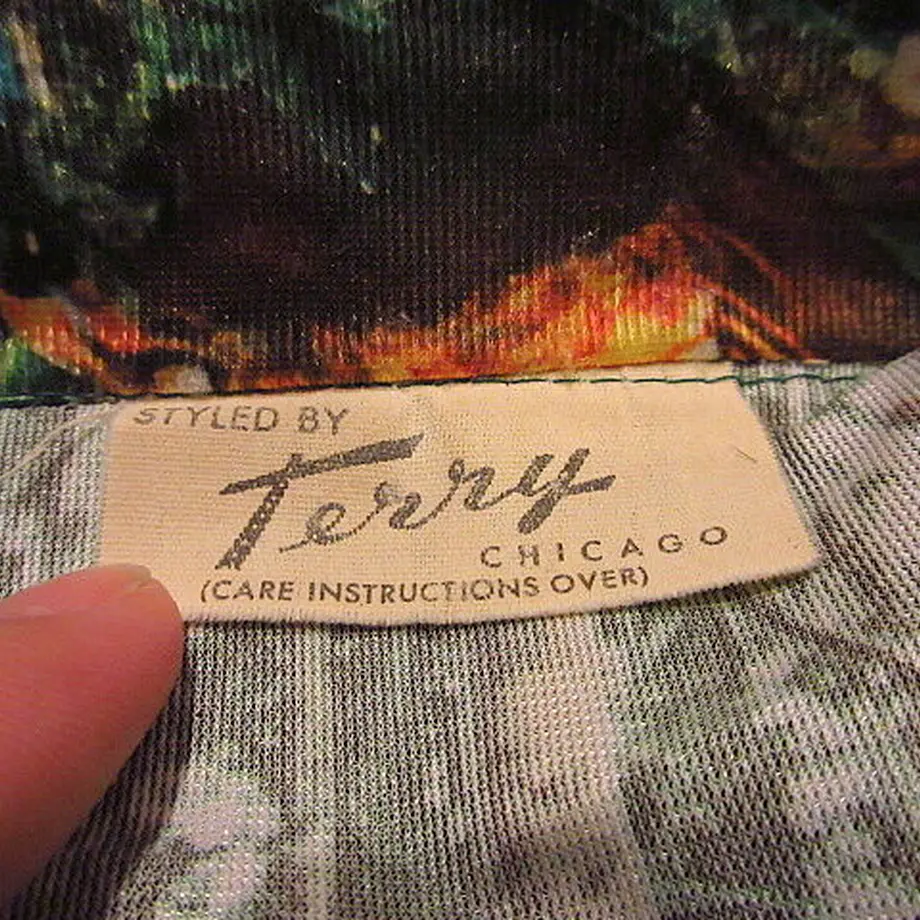 STYLED BY
Terry
CHICAGO
(CARE INSTRUCTIONS OVER)